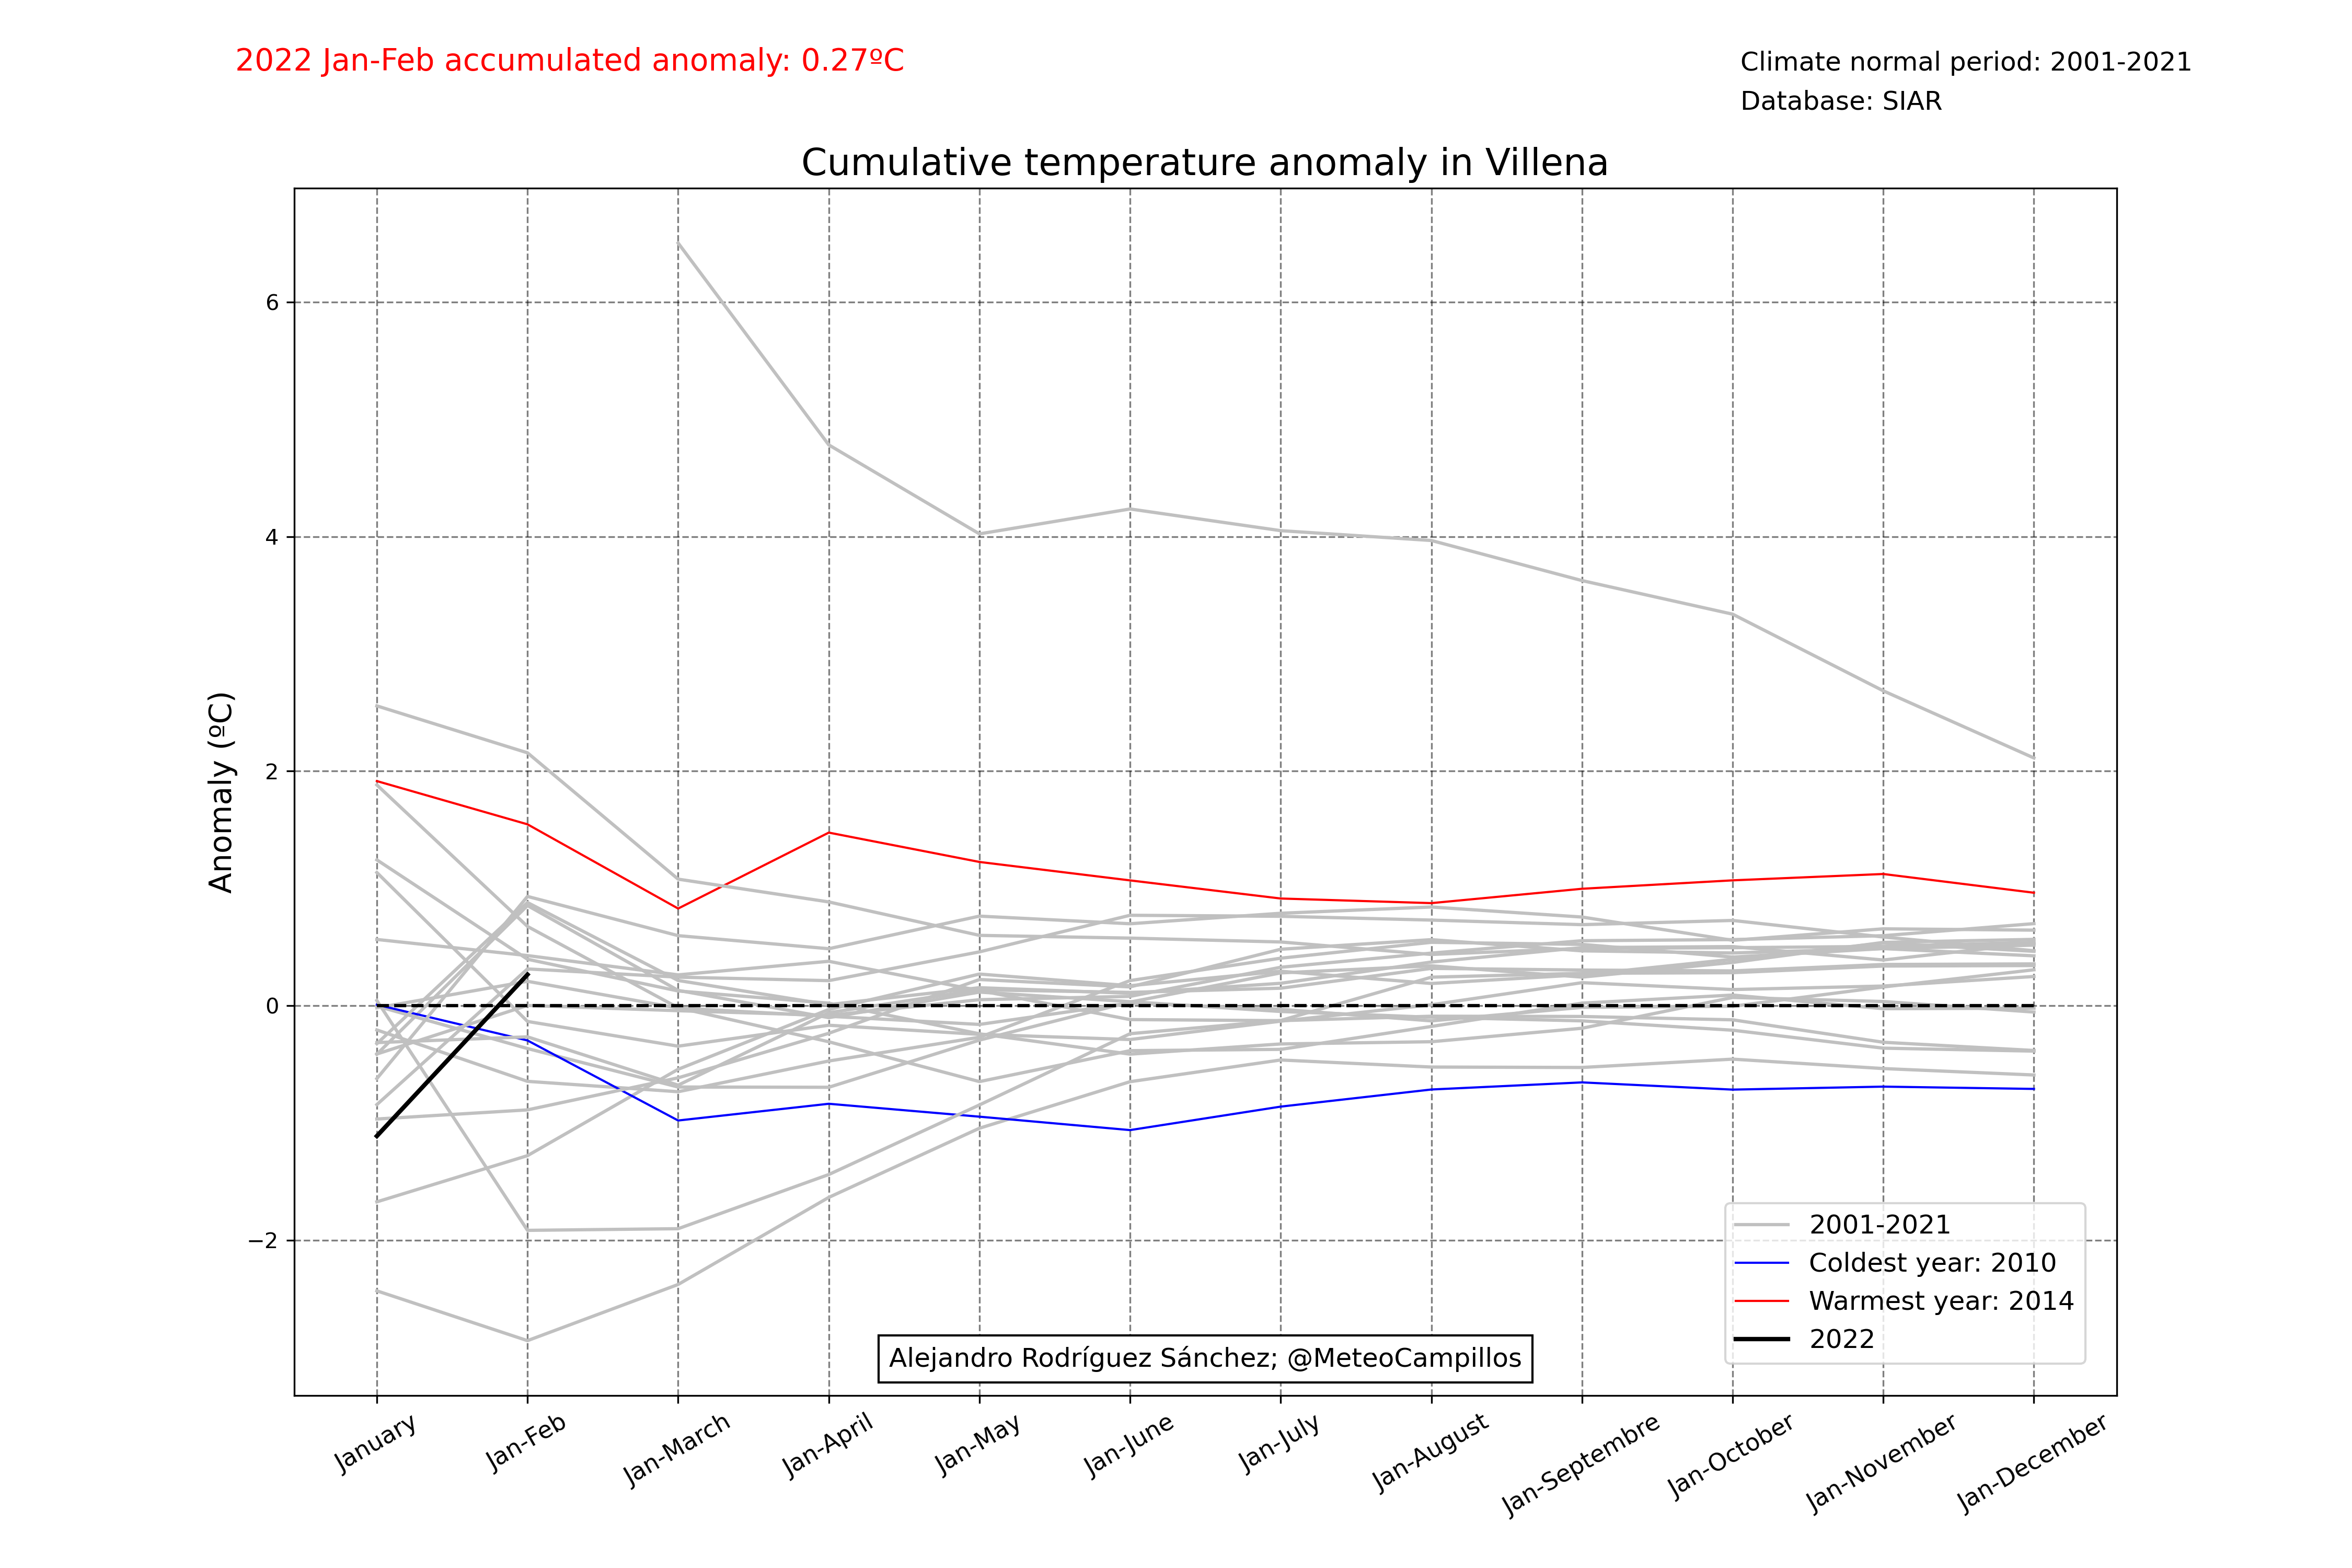 2022 Jan-Feb accumulated anomaly: 0.27ºC
Climate normal period: 2001-2021
Database: SIAR
Cumulative temperature anomaly in Villena
Anomaly (ºC)
6
4
2
0
−2
2001-2021
Coldest year: 2010
Warmest year: 2014
2022
Alejandro Rodríguez Sánchez; @MeteoCampillos
January
Jan-Feb
Jan-March
Jan-April
Jan-May
Jan-June
Jan-July
Jan-August
Jan-Septembre
Jan-October
Jan-November
Jan-December